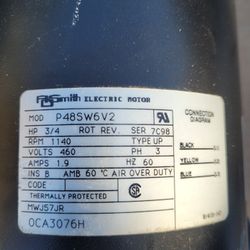 AOSmith ELECTRIC MOTOR
MOD P48SW6V2
HP 3/4 ROT REV. SER 7C98
RPM 1140 TYPE UP
VOLTS 460 PH 3
AMPS 1.9 HZ 60
INS B AMB 60 °C AIR OVER DUTY
CODE
THERMALLY PROTECTED
MWJ57JR
OCA3076H
CONNECTION
DIAGRAM
BLACK
YELLOW
BLUE